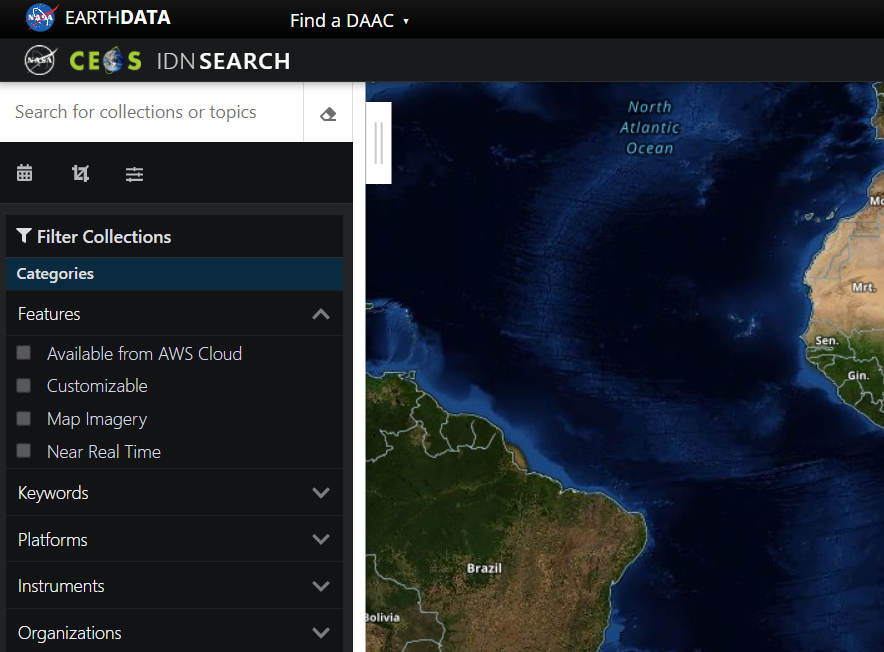 NASA EARTHDATA Find a DAAC
NASA CEOS IDN SEARCH
Search for collections or topics
Filter Collections
Categories
Features
Available from AWS Cloud
Customizable
Map Imagery
Near Real Time
Keywords
Platforms
Instruments
Organizations
North
Atlantic
Ocean
Mo
Mrt.
Sen.
Gin.
Brazil
Bolivia